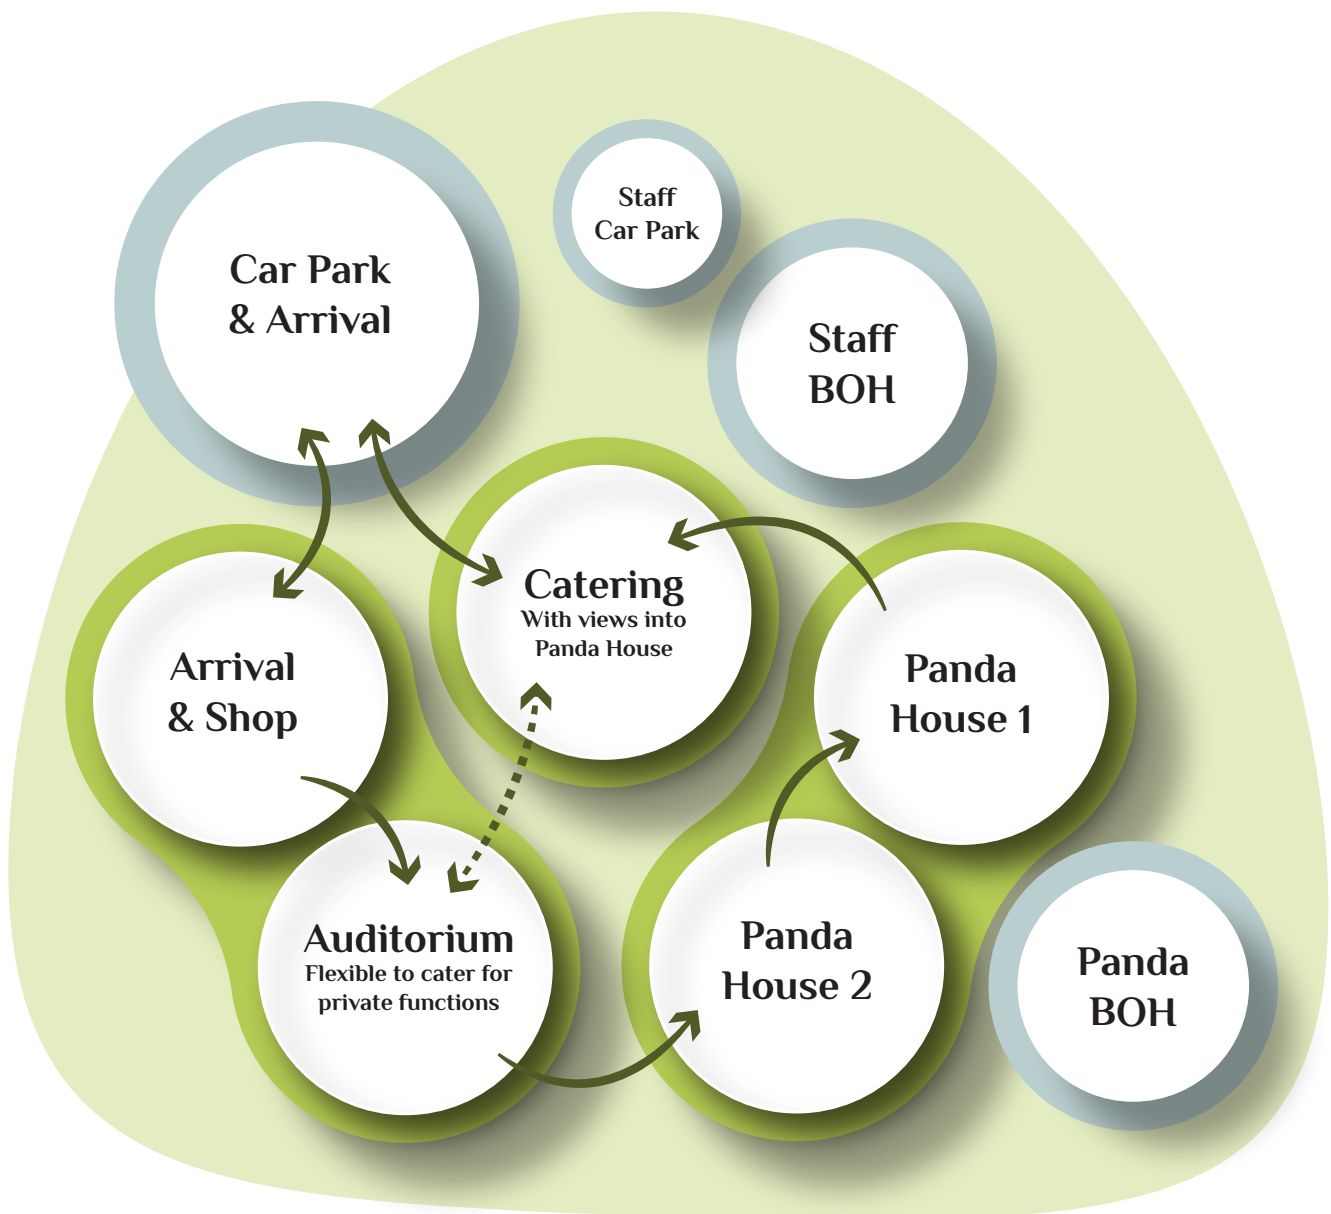 Staff
Car Park
Car Park
& Arrival
Staff
BOH
Catering
With views into
Panda House
Arrival
& Shop
Panda
House 1
Auditorium
Flexible to cater for
private functions
Panda
House 2
Panda
BOH